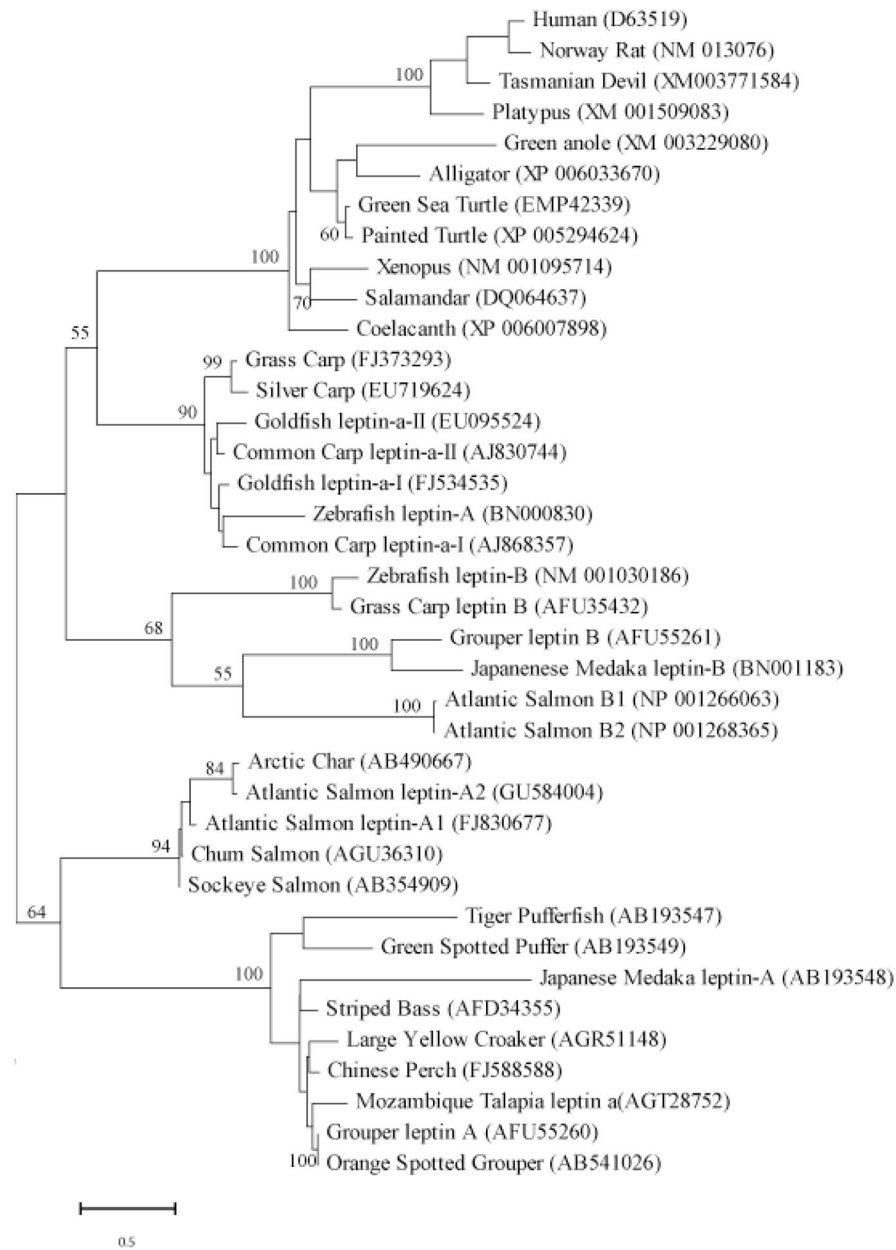 Human (D63519)
Norway Rat (NM 013076)
Tasmanian Devil (XM003771584)
100
Platypus (XM 001509083)
Green anole (XM 003229080)
Alligator (XP 006033670)
Green Sea Turtle (EMP42339)
60
Painted Turtle (XP 005294624)
100
Xenopus (NM 001095714)
70
Salamandar (DQ064637)
Coelacanth (XP 006007898)
55
99
Grass Carp (FJ373293)
Silver Carp (EU719624)
90
Goldfish leptin-a-II (EU095524)
Common Carp leptin-a-II (AJ830744)
Goldfish leptin-a-I (FJ534535)
Zebrafish leptin-A (BN000830)
Common Carp leptin-a-I (AJ868357)
100
Zebrafish leptin-B (NM 001030186)
Grass Carp leptin B (AFU35432)
68
100
Grouper leptin B (AFU55261)
Japanenese Medaka leptin-B (BN001183)
55
100
Atlantic Salmon B1 (NP 001266063)
Atlantic Salmon B2 (NP 001268365)
84
Arctic Char (AB490667)
Atlantic Salmon leptin-A2 (GU584004)
Atlantic Salmon leptin-A1 (FJ830677)
94
Chum Salmon (AGU36310)
Sockeye Salmon (AB354909)
64
Tiger Pufferfish (AB193547)
Green Spotted Puffer (AB193549)
100
Japanese Medaka leptin-A (AB193548)
Striped Bass (AFD34355)
Large Yellow Croaker (AGR51148)
Chinese Perch (FJ588588)
Mozambique Talapia leptin a(AGT28752)
Grouper leptin A (AFU55260)
100
Orange Spotted Grouper (AB541026)
0.5